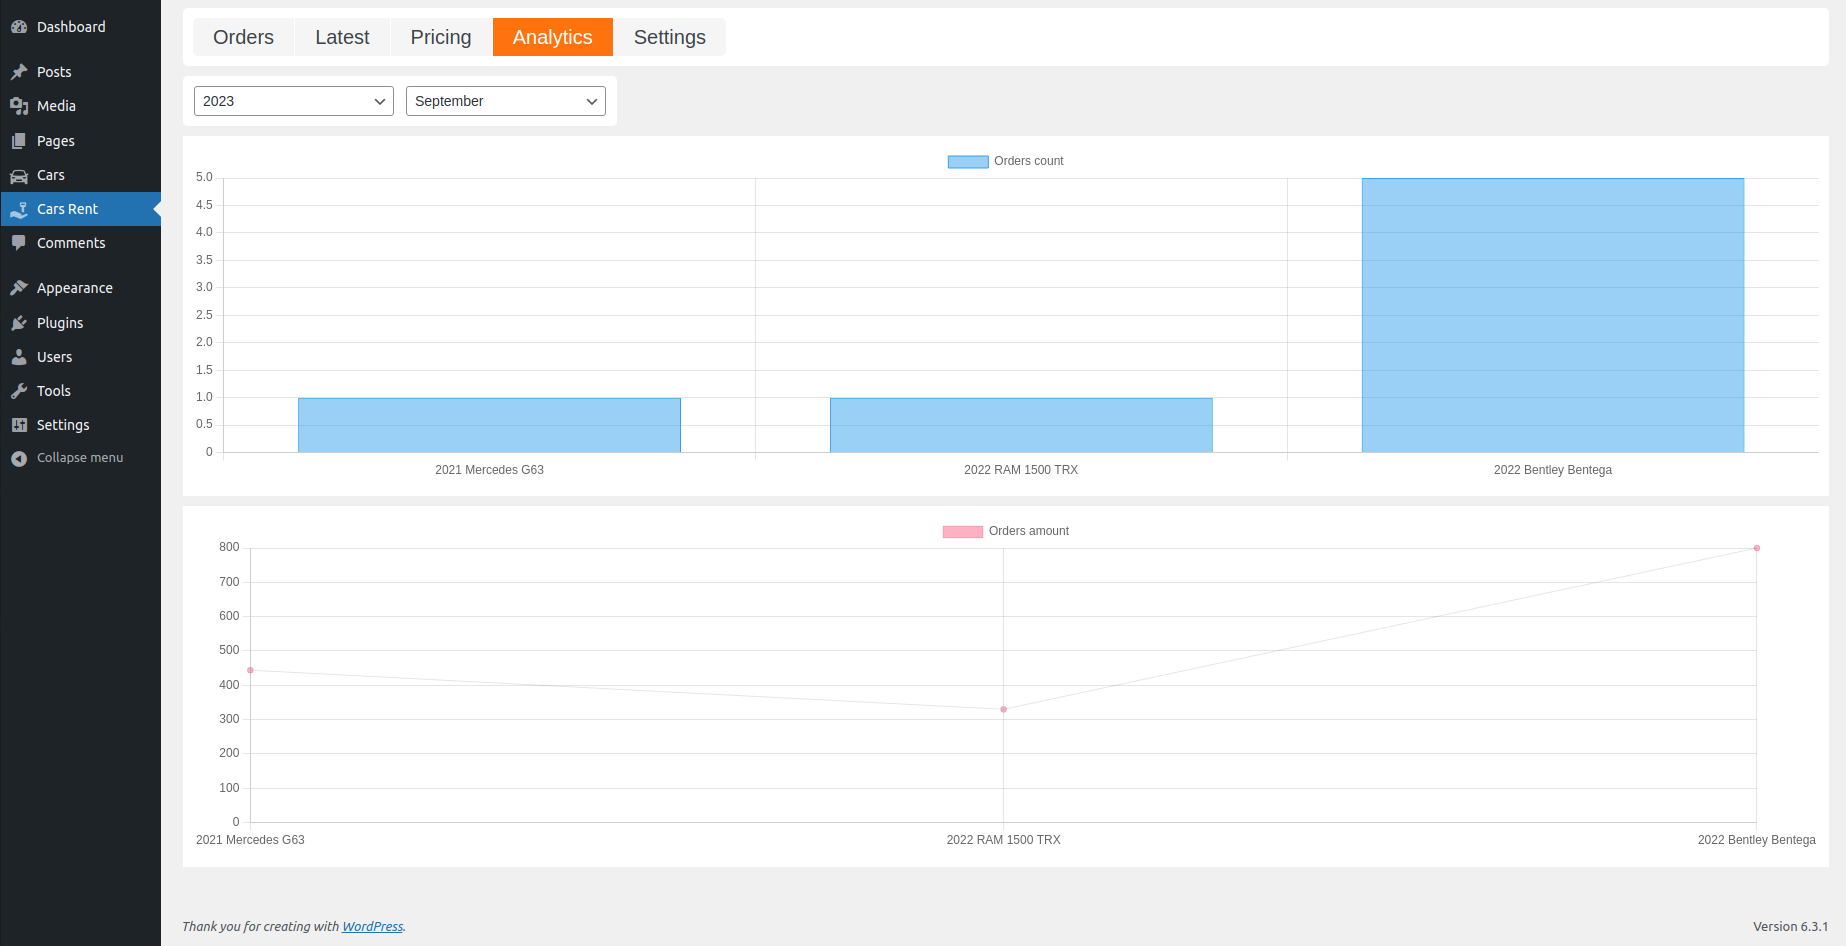 Dashboard
Posts
Media
Pages
Cars
Cars Rent
Comments
Appearance
Plugins
Users
Tools
Settings
Collapse menu
Orders Latest Pricing Analytics Settings
2023 September
Orders count
5.0
4.5
4.0
3.5
3.0
2.5
2.0
1.5
1.0
0.5
0
2021 Mercedes G63 2022 RAM 1500 TRX 2022 Bentley Bentega
Orders amount
800
700
600
500
400
300
200
100
0
2021 Mercedes G63 2022 RAM 1500 TRX 2022 Bentley Bentega
Thank you for creating with WordPress. Version 6.3.1